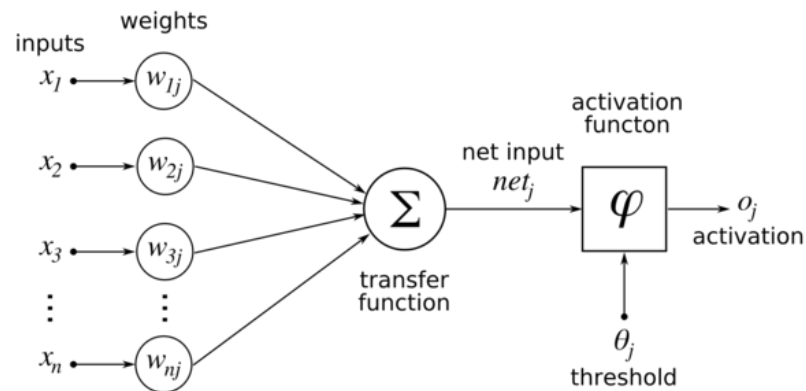 inputs
weights
x₁
w₁ⱼ
x₂
w₂ⱼ
x₃
w₃ⱼ
⋮
⋮
xₙ
wₙⱼ
Σ
transfer
function
net input
netⱼ
activation
functon
φ
oⱼ
activation
θⱼ
threshold